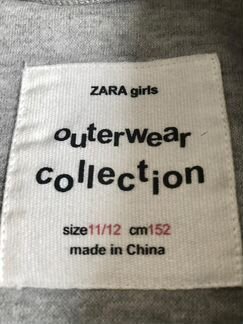 ZARA girls
outerwear
collection
size11/12 cm152
made in China